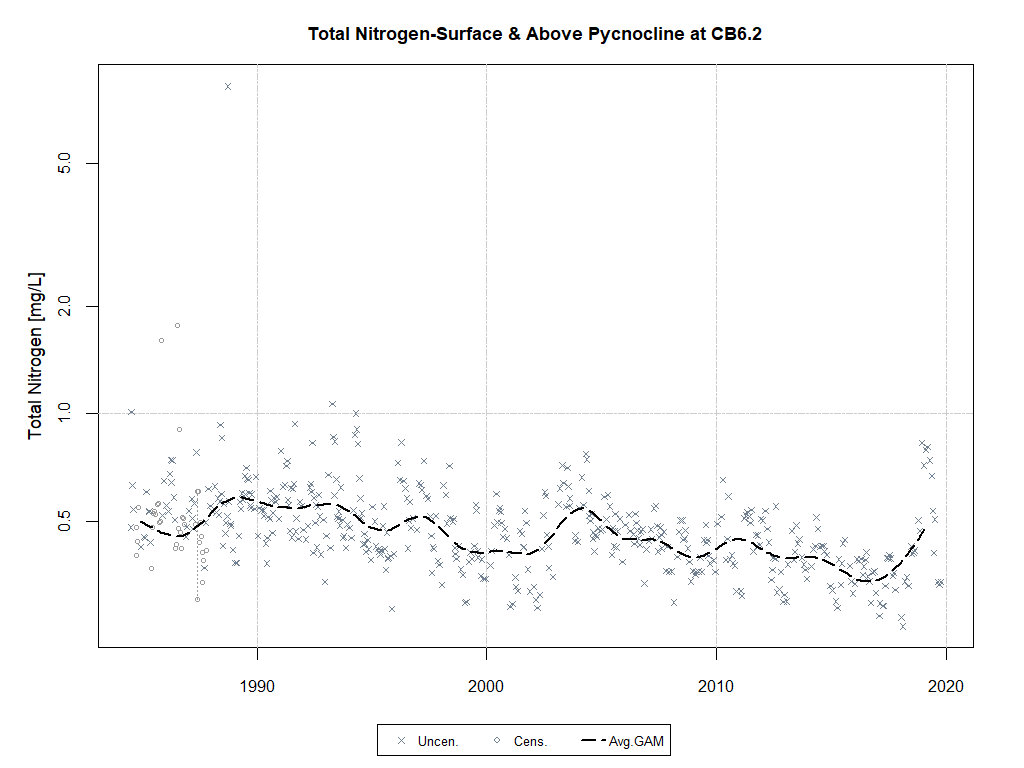 Total Nitrogen-Surface & Above Pycnocline at CB6.2
Total Nitrogen [mg/L]
5.0
2.0
1.0
0.5
1990 2000 2010 2020
Uncen. Cens. Avg.GAM